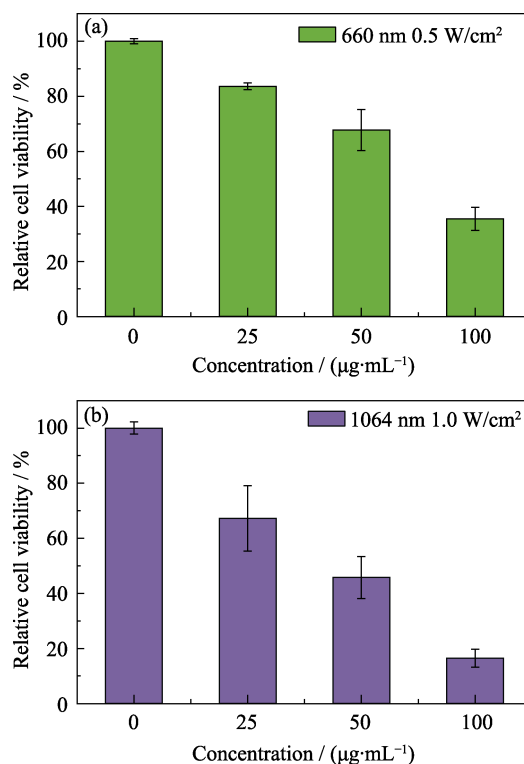 (a)
660 nm 0.5 W/cm²
Relative cell viability / %
100
80
60
40
20
0
0 25 50 100
Concentration / (μg·mL⁻¹)
(b)
1064 nm 1.0 W/cm²
Relative cell viability / %
100
80
60
40
20
0
0 25 50 100
Concentration / (μg·mL⁻¹)